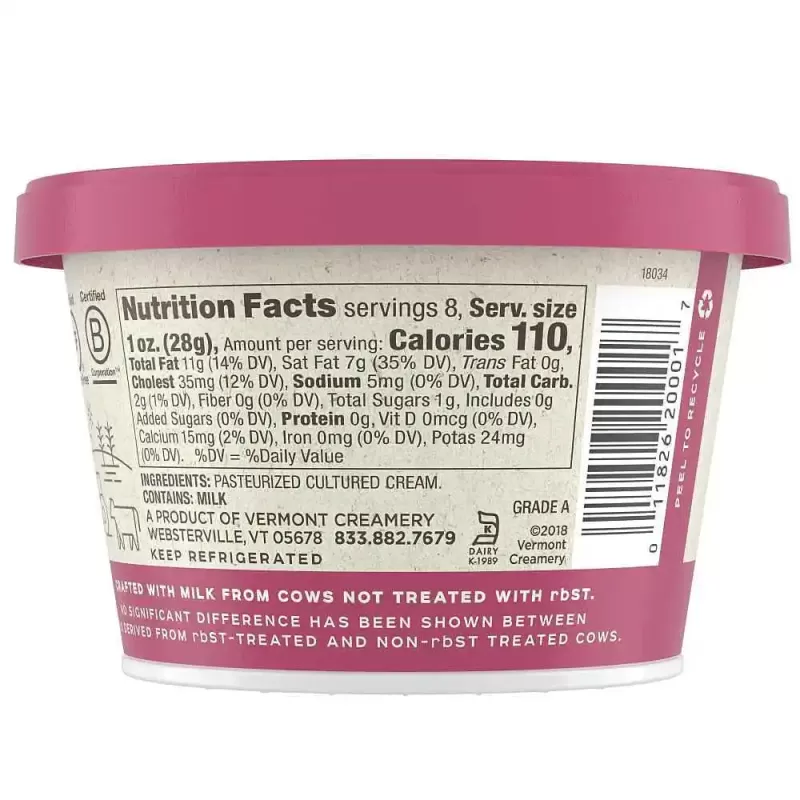 18034
Certified
B
Corporation™
Nutrition Facts servings 8, Serv. size
1 oz. (28g), Amount per serving: Calories 110,
Total Fat 11g (14% DV), Sat Fat 7g (35% DV), Trans Fat 0g,
Cholest 35mg (12% DV), Sodium 5mg (0% DV), Total Carb.
2g (1% DV), Fiber 0g (0% DV), Total Sugars 1g, Includes 0g
Added Sugars (0% DV), Protein 0g, Vit D 0mcg (0% DV),
Calcium 15mg (2% DV), Iron 0mg (0% DV), Potas 24mg
(0% DV). %DV = %Daily Value
INGREDIENTS: PASTEURIZED CULTURED CREAM.
CONTAINS: MILK
A PRODUCT OF VERMONT CREAMERY
WEBSTERVILLE, VT 05678 833.882.7679
KEEP REFRIGERATED
K
DAIRY
K-1989
GRADE A
©2018
Vermont
Creamery
0 11826 20001 7
PEEL TO RECYCLE
CRAFTED WITH MILK FROM COWS NOT TREATED WITH rbST.
NO SIGNIFICANT DIFFERENCE HAS BEEN SHOWN BETWEEN
DERIVED FROM rbST-TREATED AND NON-rbST TREATED COWS.